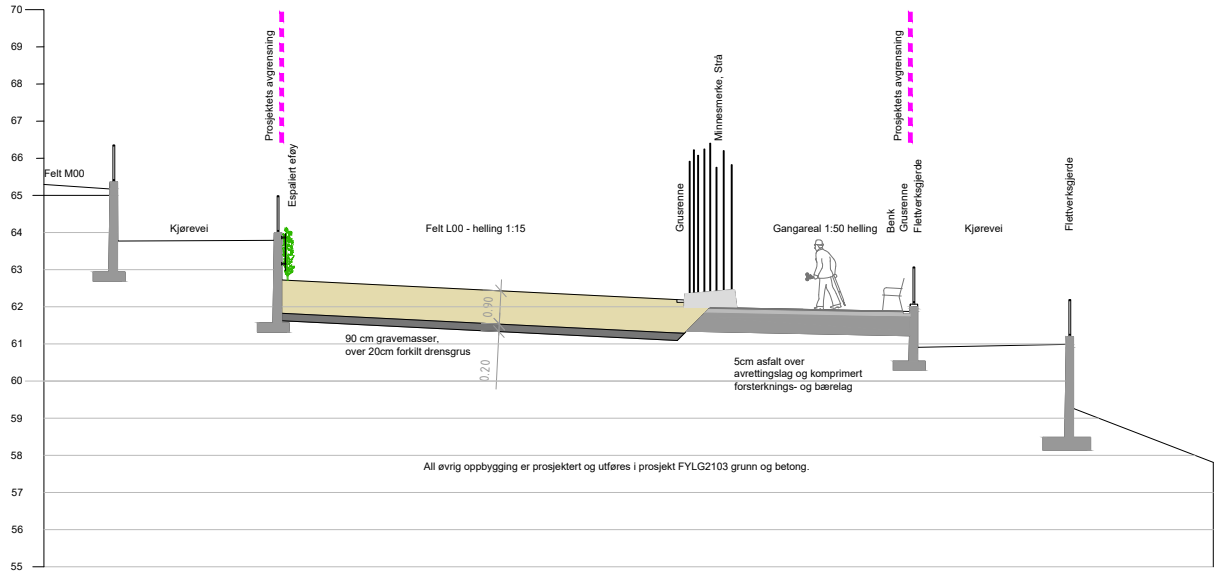 70
69
68
67
66
65
64
63
62
61
60
59
58
57
56
55
Felt M00
Kjørevei
Prosjektets avgrensning
Espaliert eføy
Felt L00 - helling 1:15
0.90
0.20
90 cm gravemasser,
over 20cm forkilt drensgrus
Grusrenne
Minnesmerke, Strå
Gangareal 1:50 helling
5cm asfalt over
avrettingslag og komprimert
forsterknings- og bærelag
Benk
Prosjektets avgrensning
Grusrenne
Flettverksgjerde
Kjørevei
Flettverksgjerde
All øvrig oppbygging er prosjektert og utføres i prosjekt FYLG2103 grunn og betong.